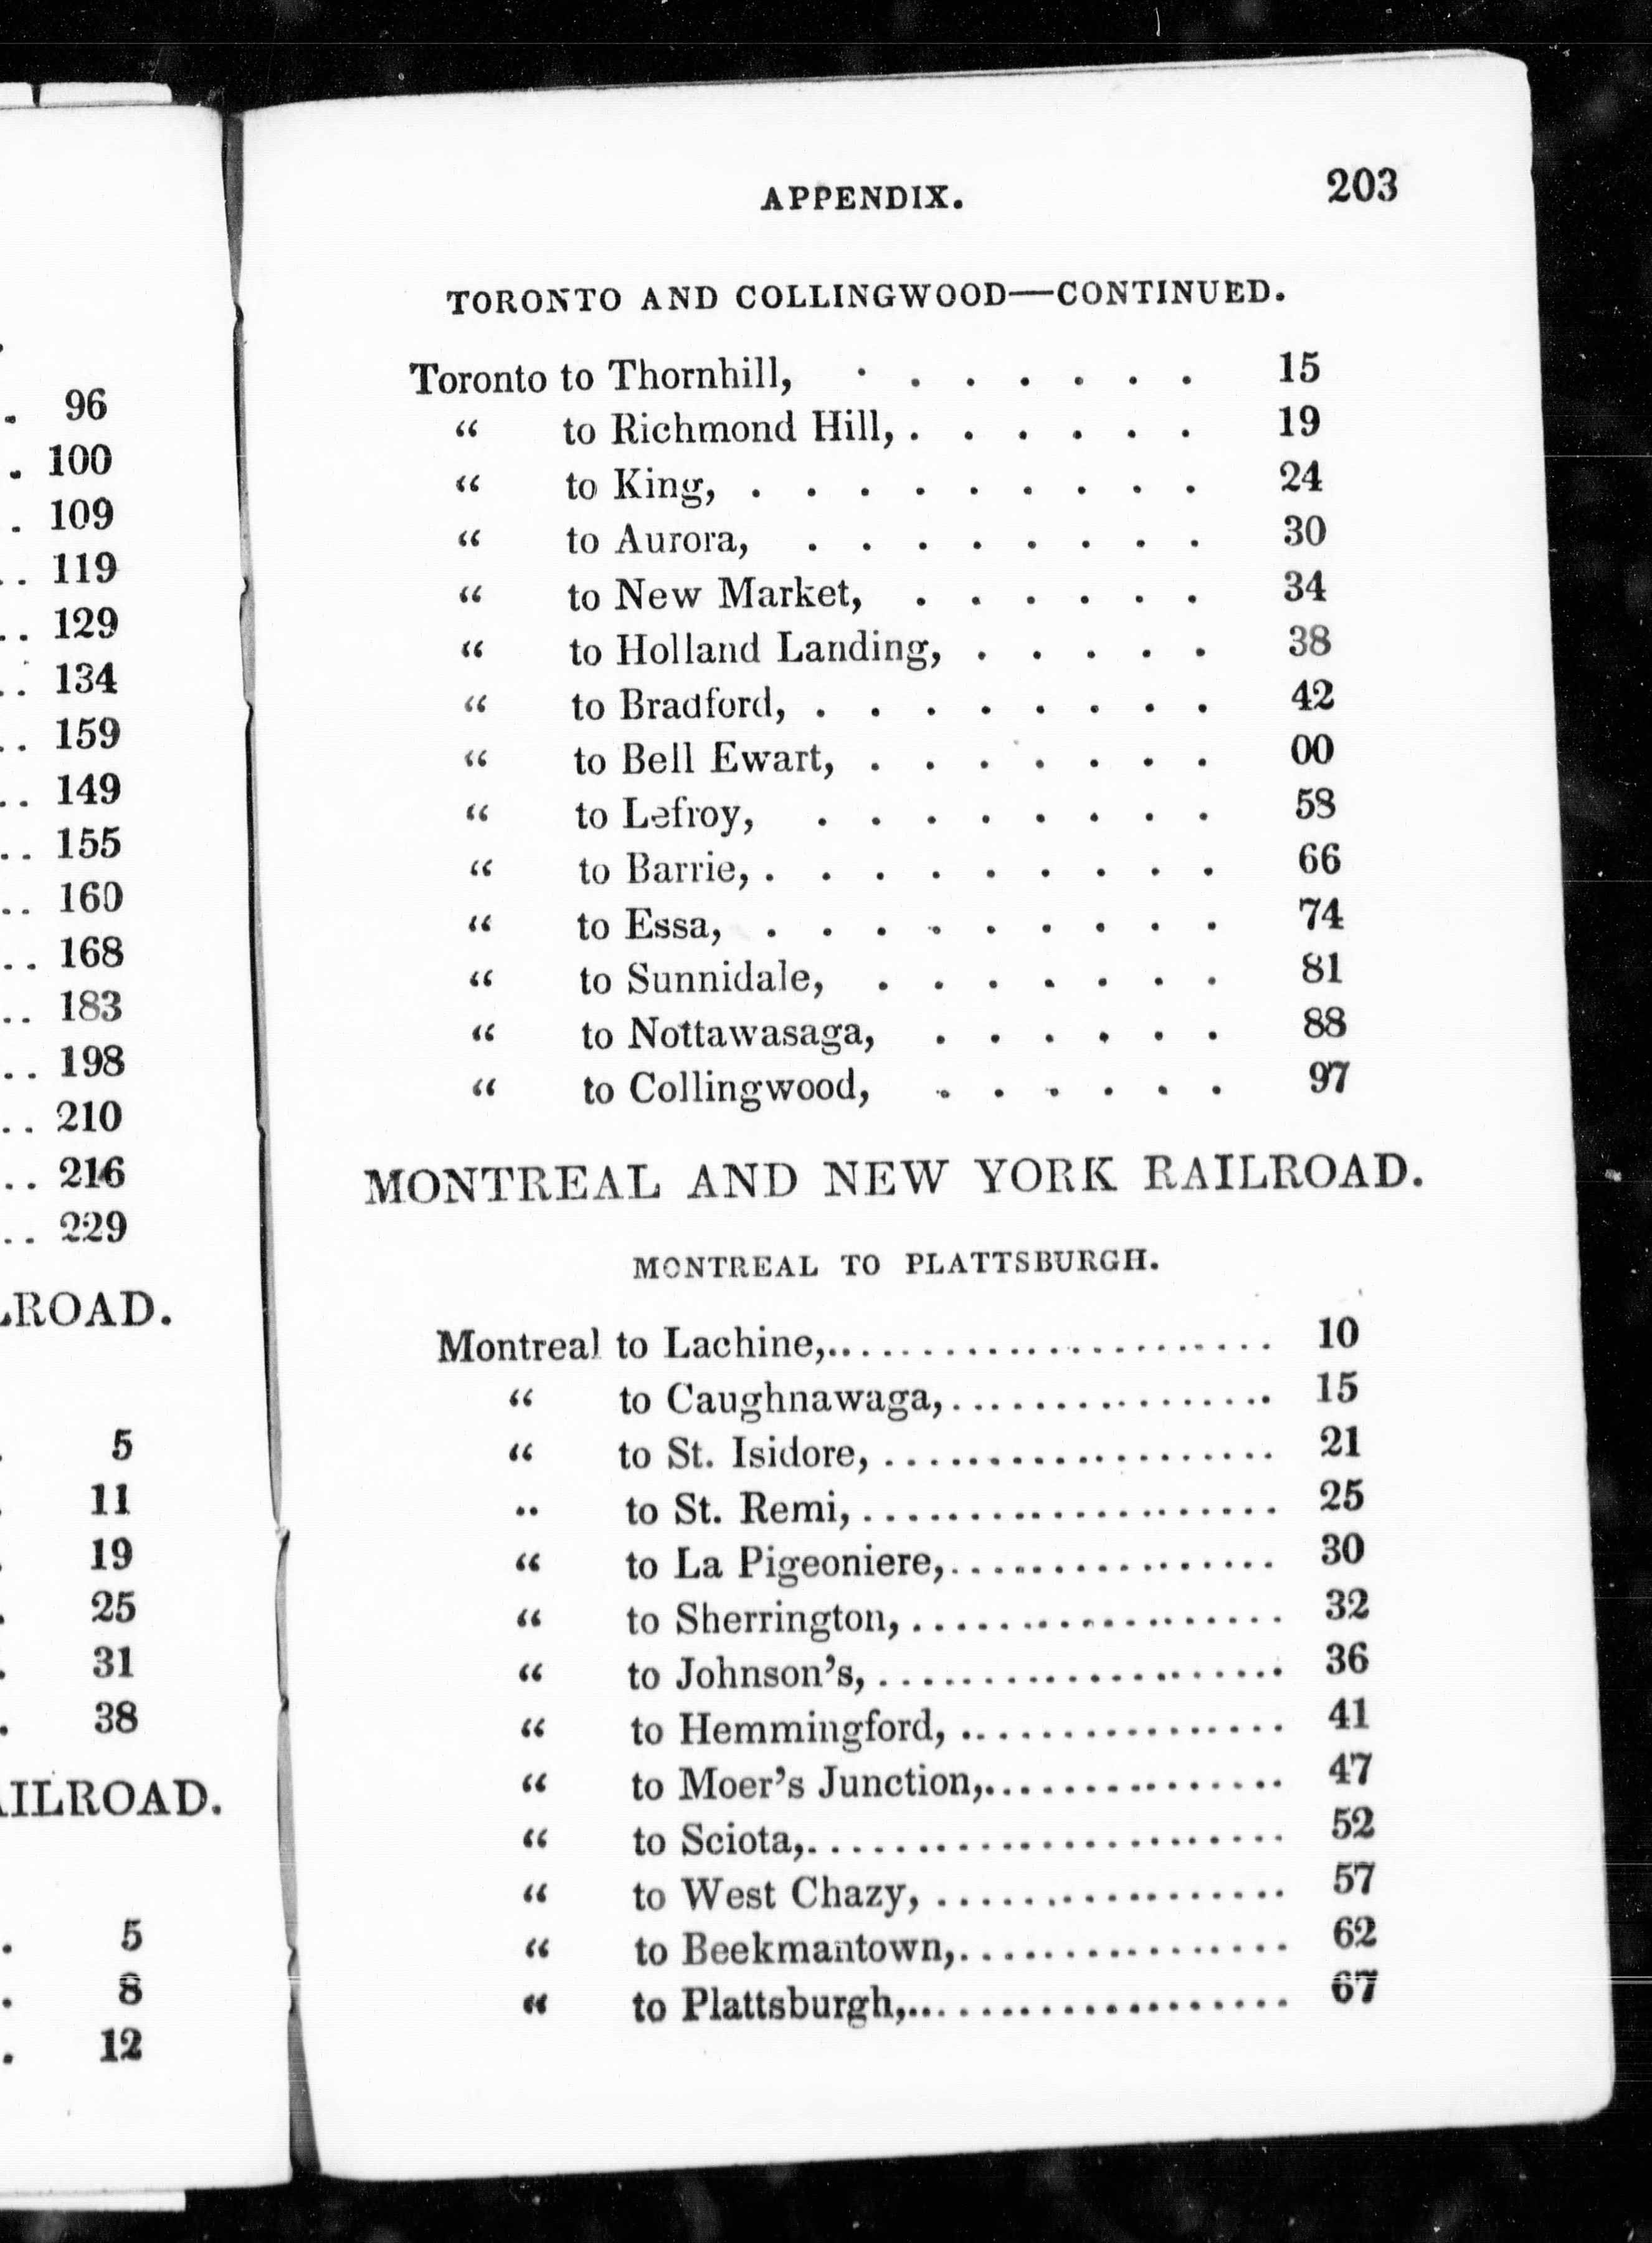 . 96
. 100
. 109
.. 119
.. 129
.. 134
.. 159
.. 149
.. 155
.. 160
.. 168
.. 183
.. 198
.. 210
.. 216
.. 229
ROAD.
. 5
. 11
. 19
. 25
. 31
. 38
AILROAD.
. 5
. 8
. 12
APPENDIX. 203
TORONTO AND COLLINGWOOD—CONTINUED.
Toronto to Thornhill, . . . . . . . 15
“ to Richmond Hill, . . . . . . 19
“ to King, . . . . . . . . . 24
“ to Aurora, . . . . . . . . 30
“ to New Market, . . . . . . 34
“ to Holland Landing, . . . . . 38
“ to Bradford, . . . . . . . . 42
“ to Bell Ewart, . . . . . . . 00
“ to Lefroy, . . . . . . . . 58
“ to Barrie, . . . . . . . . . 66
“ to Essa, . . . . . . . . . 74
“ to Sunnidale, . . . . . . . 81
“ to Nottawasaga, . . . . . . 88
“ to Collingwood, . . . . . . 97
MONTREAL AND NEW YORK RAILROAD.
MONTREAL TO PLATTSBURGH.
Montreal to Lachine,........................ 10
“ to Caughnawaga,................. 15
“ to St. Isidore,.................... 21
“ to St. Remi,...................... 25
“ to La Pigeoniere,................. 30
“ to Sherrington,................... 32
“ to Johnson’s,..................... 36
“ to Hemmingford,................. 41
“ to Moer’s Junction,................ 47
“ to Sciota,......................... 52
“ to West Chazy,.................. 57
“ to Beekmantown,................. 62
“ to Plattsburgh,.................... 67